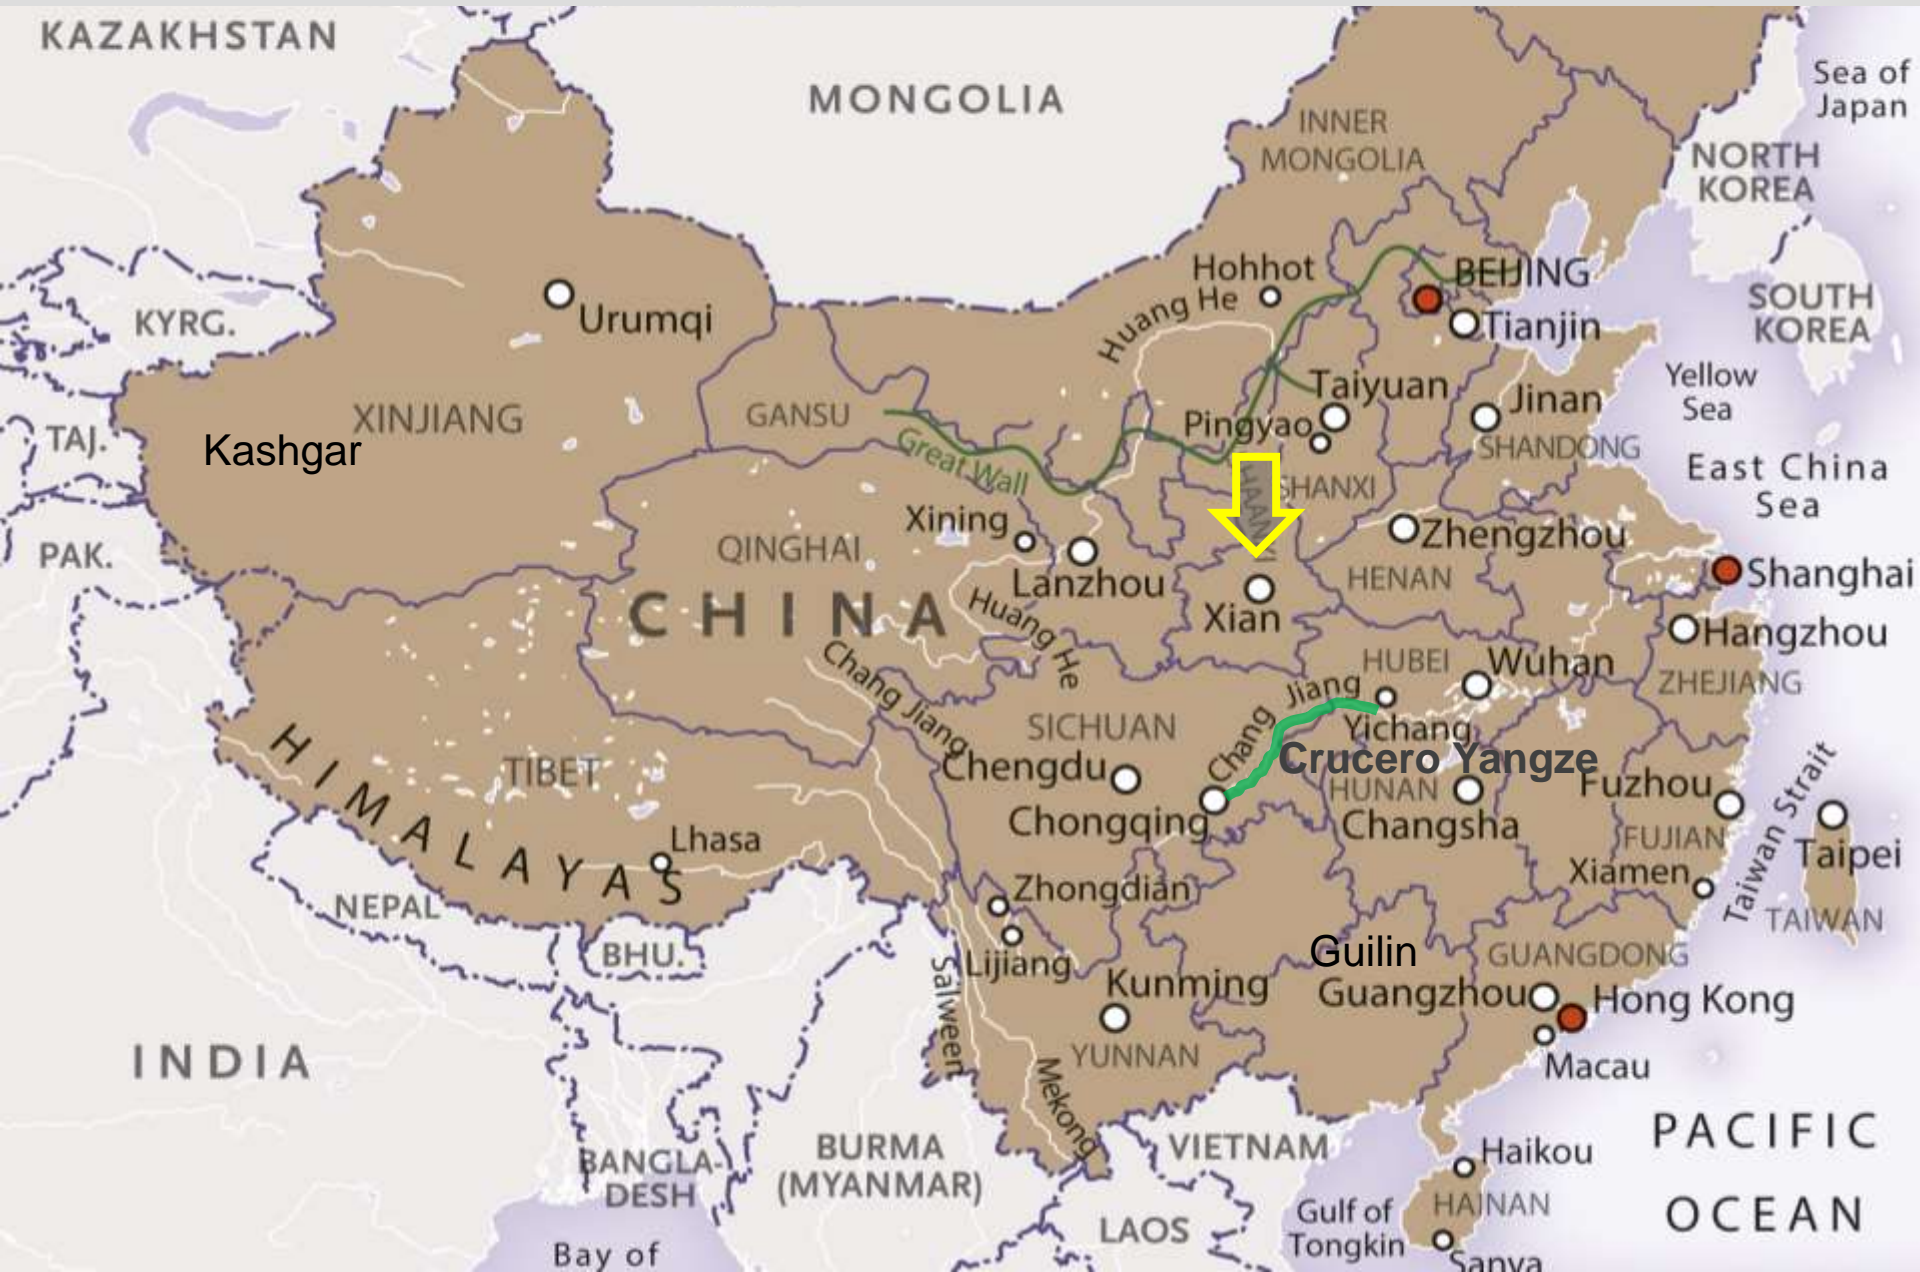 KAZAKHSTAN
MONGOLIA
Sea of
Japan
INNER
MONGOLIA
NORTH
KOREA
Hohhot
Huang He
BEIJING
SOUTH
KOREA
KYRG.
Urumqi
Tianjin
Yellow
Sea
Taiyuan
Jinan
XINJIANG
GANSU
Pingyao
TAJ.
Kashgar
Great Wall
SHANDONG
East China
Sea
SHANXI
Xining
QINGHAI
Zhengzhou
PAK.
Lanzhou
HENAN
Shanghai
CHINA
Huang He
Xian
Hangzhou
Chang Jiang
HUBEI
Wuhan
ZHEJIANG
Chang Jiang
SICHUAN
Yichang
Crucero Yangze
HIMALAYAS
TIBET
Chengdu
HUNAN
Fuzhou
Chongqing
Changsha
FUJIAN
Taiwan Strait
Taipei
Lhasa
Xiamen
Zhongdian
NEPAL
TAIWAN
BHU.
Lijiang
Guilin
GUANGDONG
Salween
Kunming
Guangzhou
Hong Kong
INDIA
YUNNAN
Macau
Mekong
PACIFIC
OCEAN
BANGLA-
DESH
BURMA
(MYANMAR)
VIETNAM
Haikou
HAINAN
LAOS
Gulf of
Tongkin
Bay of
Sanya